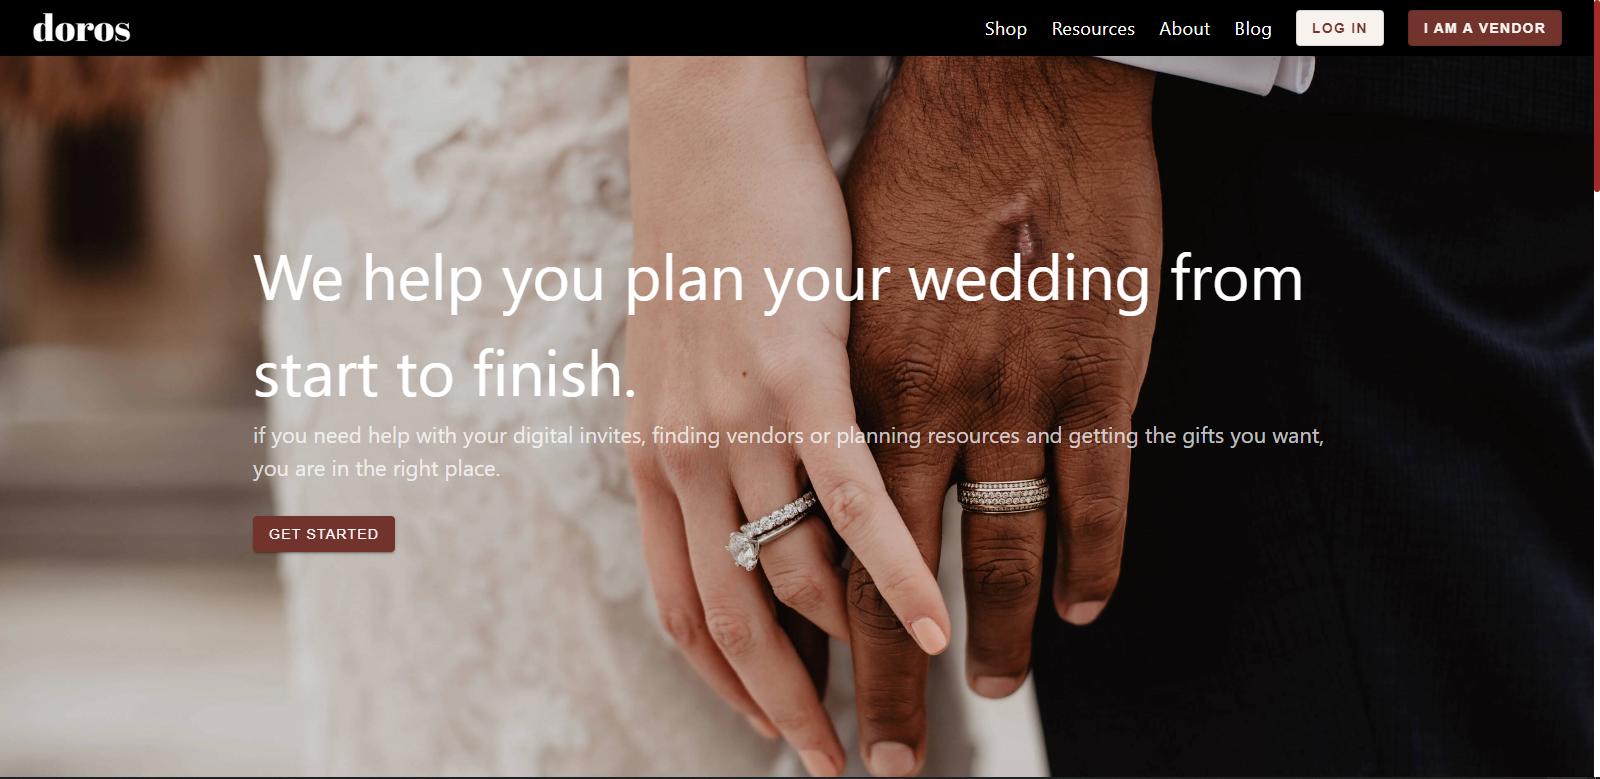 doros
Shop
Resources
About
Blog
LOG IN
I AM A VENDOR
We help you plan your wedding from
start to finish.
if you need help with your digital invites, finding vendors or planning resources and getting the gifts you want,
you are in the right place.
GET STARTED